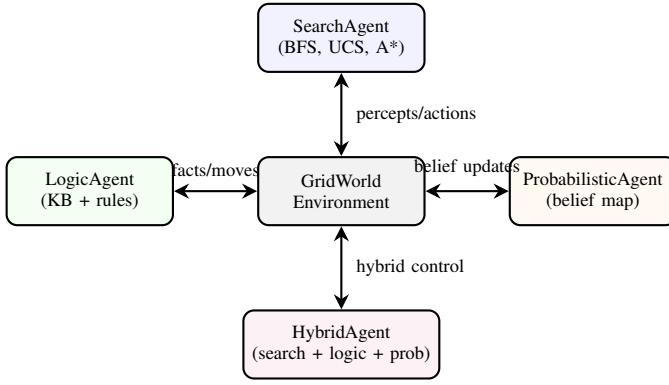 SearchAgent
(BFS, UCS, A*)
percepts/actions
LogicAgent
(KB + rules)
facts/moves
GridWorld
Environment
belief updates
ProbabilisticAgent
(belief map)
hybrid control
HybridAgent
(search + logic + prob)